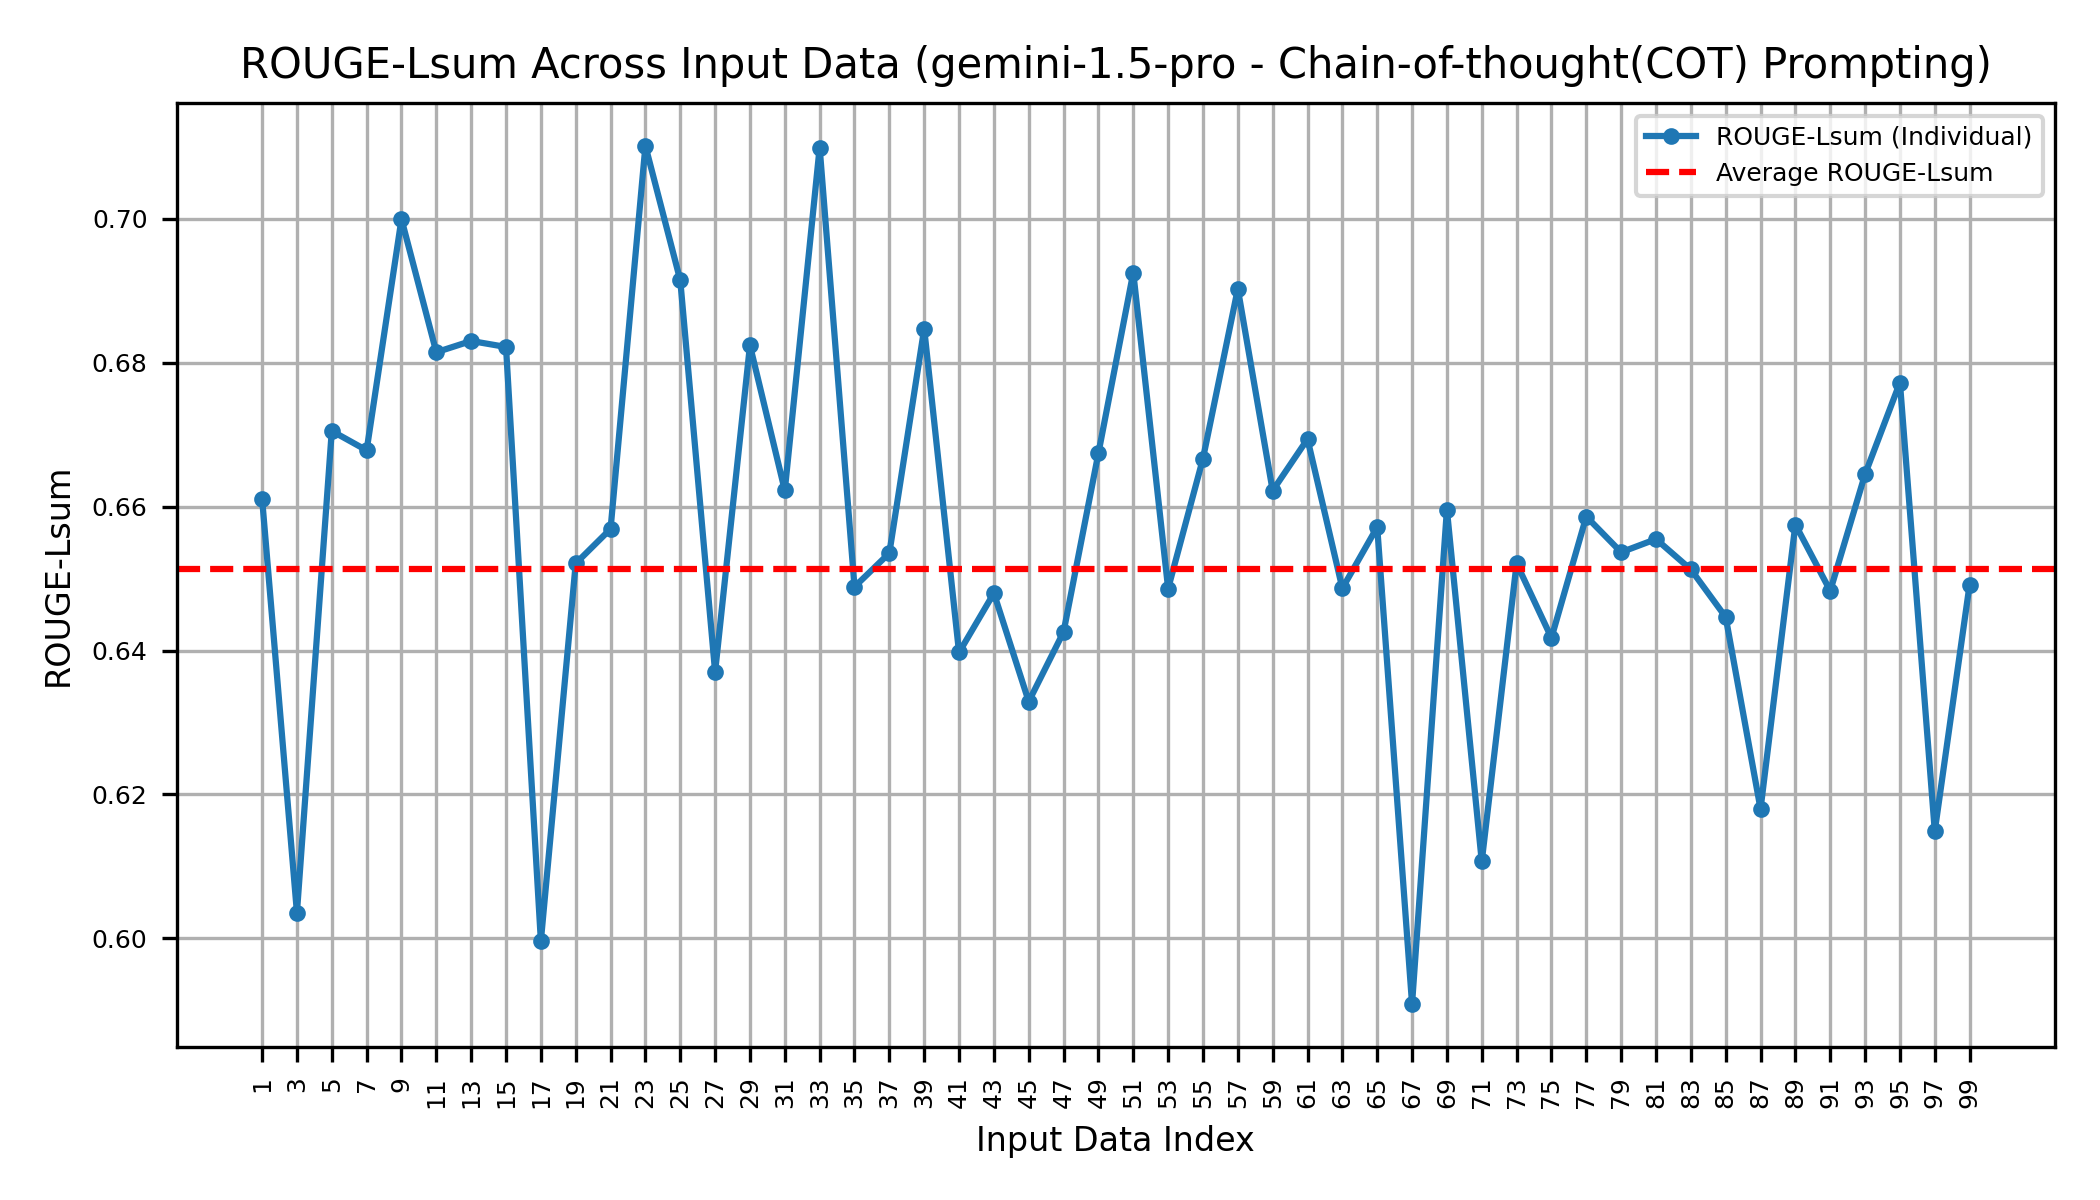 ROUGE-Lsum Across Input Data (gemini-1.5-pro - Chain-of-thought(COT) Prompting)
ROUGE-Lsum (Individual)
Average ROUGE-Lsum
ROUGE-Lsum
0.70
0.68
0.66
0.64
0.62
0.60
1 3 5 7 9 11 13 15 17 19 21 23 25 27 29 31 33 35 37 39 41 43 45 47 49 51 53 55 57 59 61 63 65 67 69 71 73 75 77 79 81 83 85 87 89 91 93 95 97 99
Input Data Index